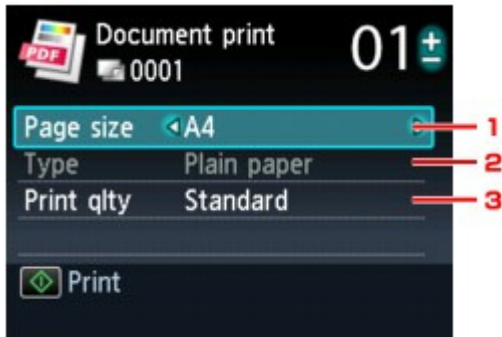 PDF
Document print
0001
01
Page size A4 1
Type Plain paper 2
Print qlty Standard 3
Print